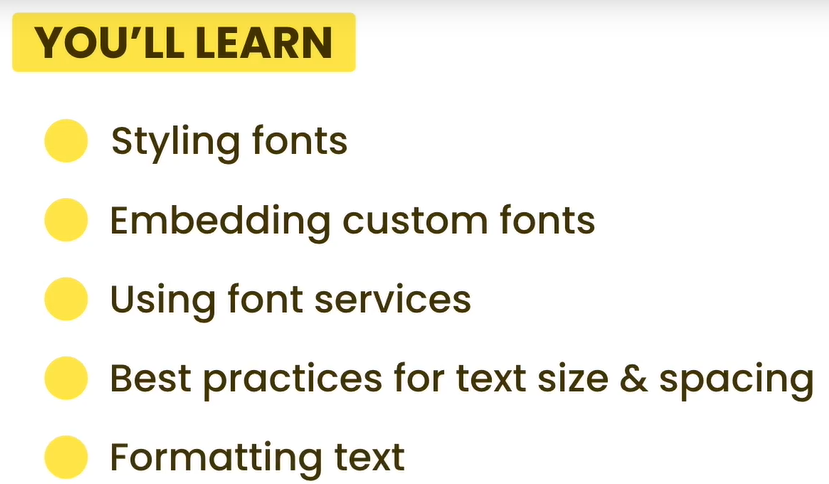 YOU’LL LEARN
Styling fonts
Embedding custom fonts
Using font services
Best practices for text size & spacing
Formatting text